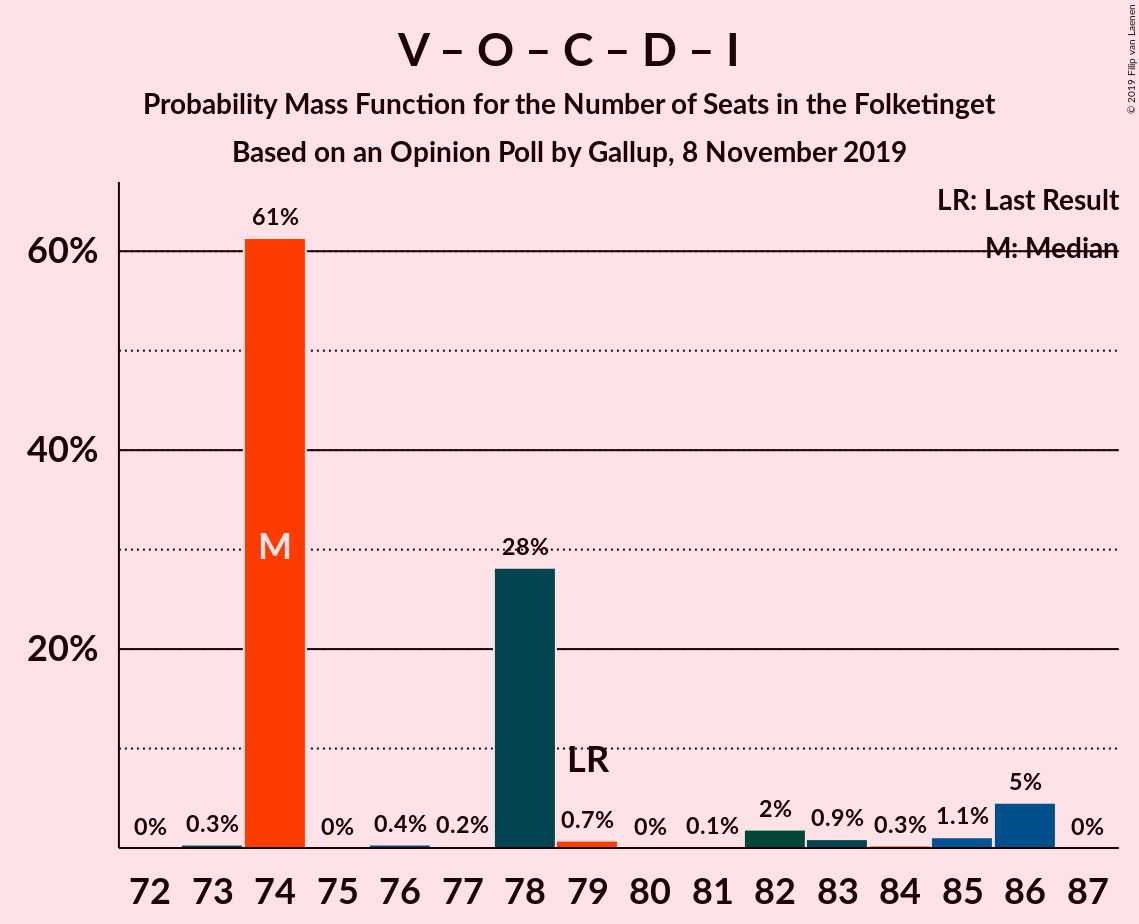 V – O – C – D – I
Probability Mass Function for the Number of Seats in the Folketinget
Based on an Opinion Poll by Gallup, 8 November 2019
© 2019 Filip van Laenen
LR: Last Result
M: Median
60%
40%
20%
61%
M
28%
LR
0%
0.3%
0%
0.4%
0.2%
0.7%
0%
0.1%
2%
0.9%
0.3%
1.1%
5%
0%
72 73 74 75 76 77 78 79 80 81 82 83 84 85 86 87